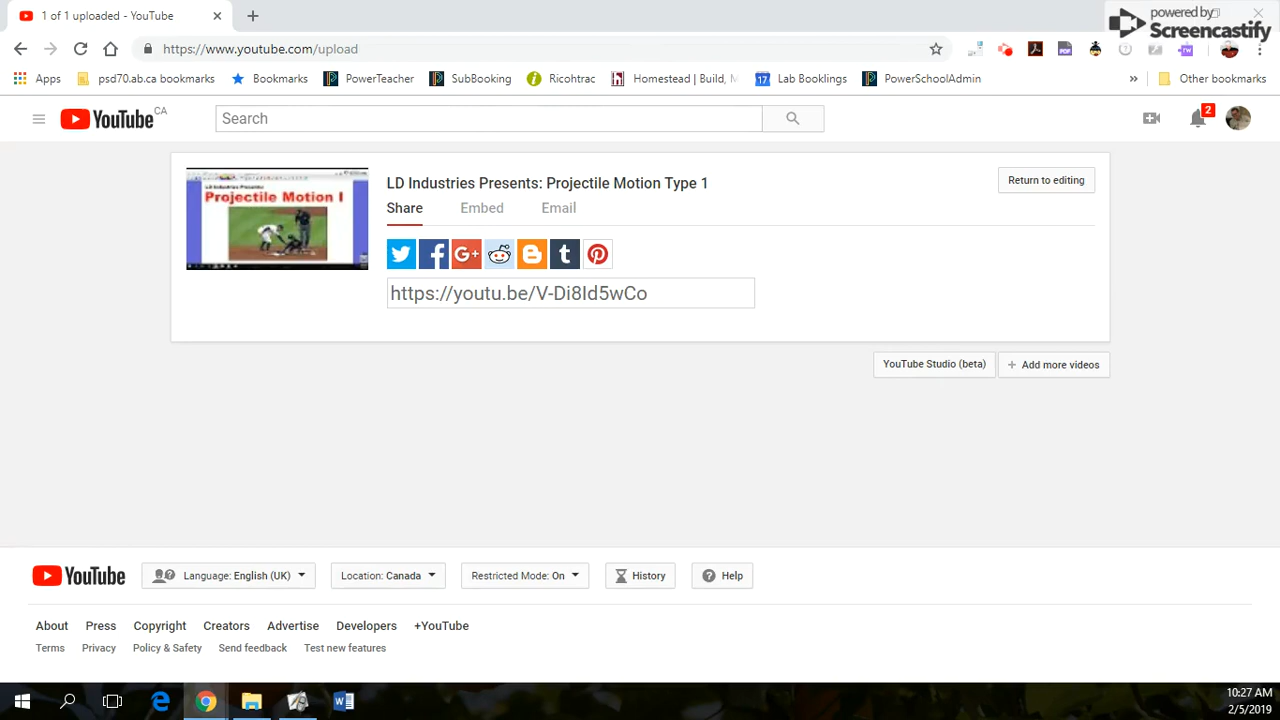 1 of 1 uploaded - YouTube
powered by
Screencastify
https://www.youtube.com/upload
Apps psd70.ab.ca bookmarks Bookmarks PowerTeacher SubBooking Ricohtrac Homestead | Build, M Lab Booklings PowerSchoolAdmin » Other bookmarks
YouTube CA
Search
2
LD Industries Presents:
Projectile Motion I
LD Industries Presents: Projectile Motion Type 1
Return to editing
Share Embed Email
https://youtu.be/V-Di8Id5wCo
YouTube Studio (beta) + Add more videos
YouTube Language: English (UK) Location: Canada Restricted Mode: On History Help
About Press Copyright Creators Advertise Developers +YouTube
Terms Privacy Policy & Safety Send feedback Test new features
10:27 AM
2/5/2019